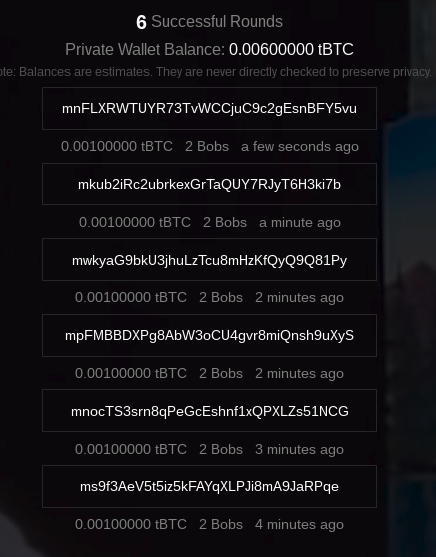 6 Successful Rounds
Private Wallet Balance: 0.00600000 tBTC
ote: Balances are estimates. They are never directly checked to preserve privacy.
mnFLXRWTUYR73TvWCCjuC9c2gEsnBFY5vu
0.00100000 tBTC 2 Bobs a few seconds ago
mkub2iRc2ubrkexGrTaQUY7RJyT6H3ki7b
0.00100000 tBTC 2 Bobs a minute ago
mwkyaG9bkU3jhuLzTcu8mHzKfQyQ9Q81Py
0.00100000 tBTC 2 Bobs 2 minutes ago
mpFMBBDXPg8AbW3oCU4gvr8miQnsh9uXyS
0.00100000 tBTC 2 Bobs 2 minutes ago
mnocTS3srn8qPeGcEshnf1xQPXLZs51NCG
0.00100000 tBTC 2 Bobs 3 minutes ago
ms9f3AeV5t5iz5kFAYqXLPJi8mA9JaRPqe
0.00100000 tBTC 2 Bobs 4 minutes ago